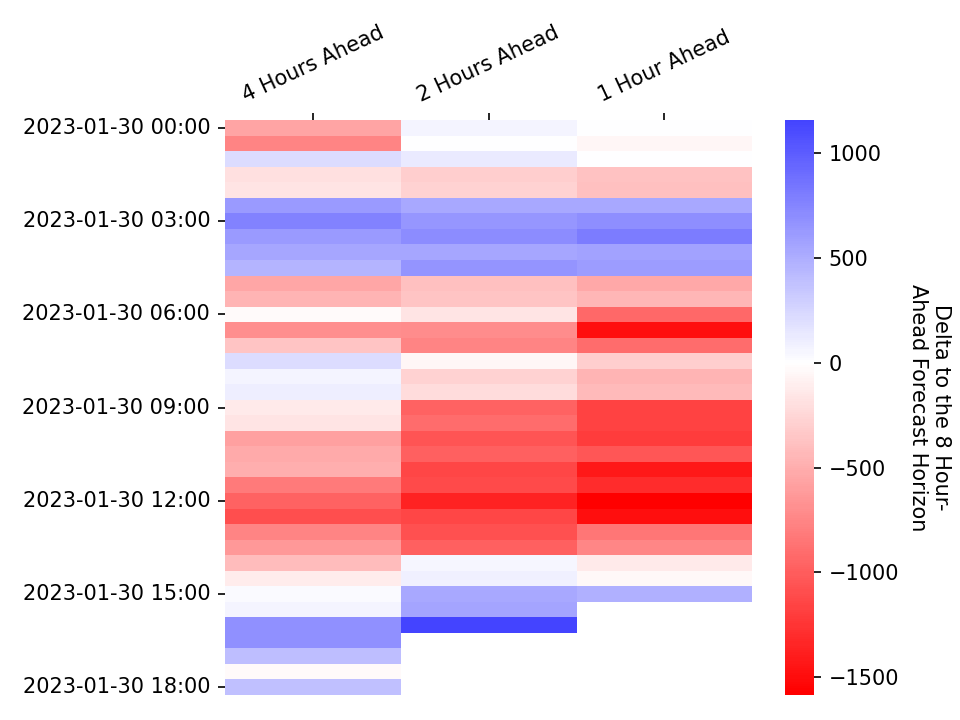 4 Hours Ahead
2 Hours Ahead
1 Hour Ahead
2023-01-30 00:00
2023-01-30 03:00
2023-01-30 06:00
2023-01-30 09:00
2023-01-30 12:00
2023-01-30 15:00
2023-01-30 18:00
1000
500
0
−500
−1000
−1500
Delta to the 8 Hour-
Ahead Forecast Horizon